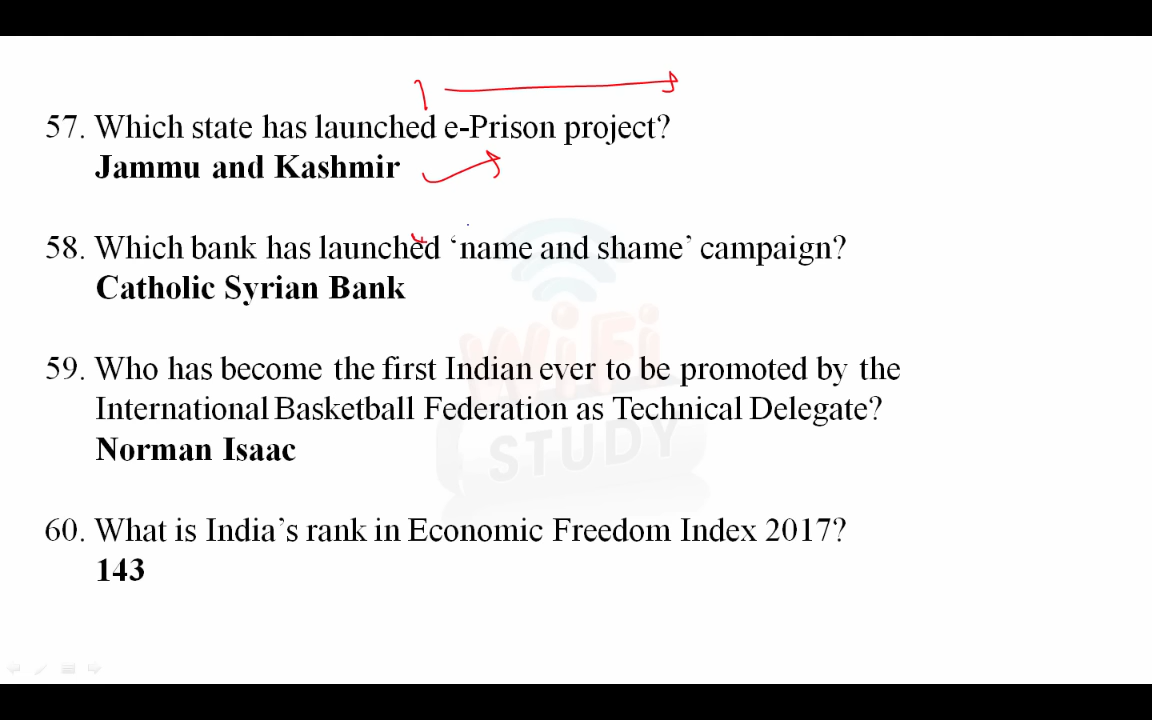 57. Which state has launched e-Prison project?
Jammu and Kashmir
58. Which bank has launched ‘name and shame’ campaign?
Catholic Syrian Bank
59. Who has become the first Indian ever to be promoted by the
International Basketball Federation as Technical Delegate?
Norman Isaac
60. What is India’s rank in Economic Freedom Index 2017?
143
WiFi
STUDY